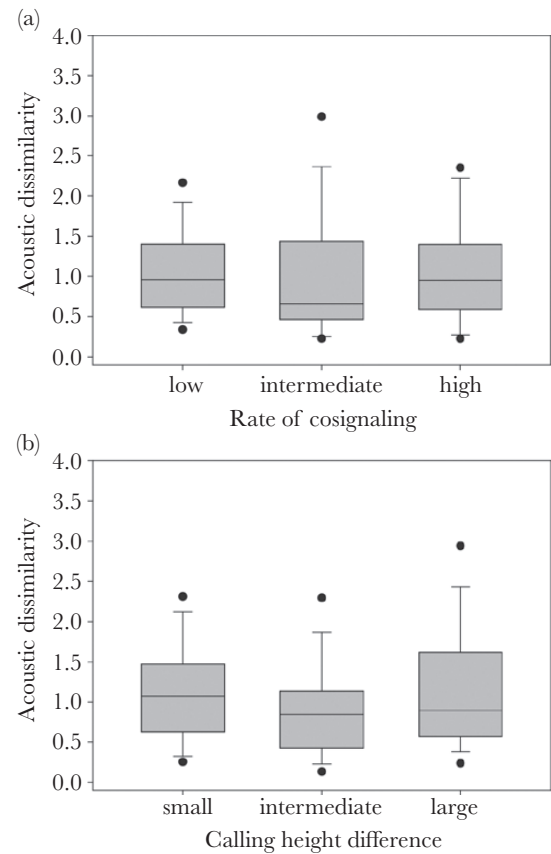 (a)
4.0
3.5
3.0
2.5
2.0
1.5
1.0
0.5
0.0
Acoustic dissimilarity
low intermediate high
Rate of cosignaling
(b)
4.0
3.5
3.0
2.5
2.0
1.5
1.0
0.5
0.0
Acoustic dissimilarity
small intermediate large
Calling height difference